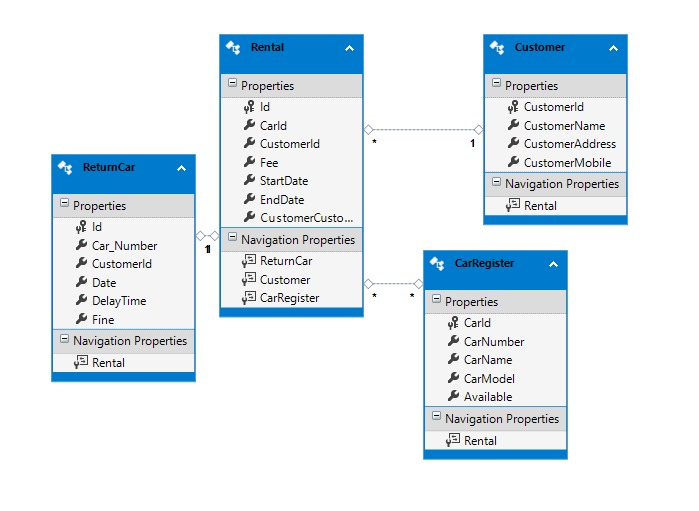 Rental
Properties
Id
CarId
CustomerId
Fee
StartDate
EndDate
CustomerCusto...
Navigation Properties
ReturnCar
Customer
CarRegister
Customer
Properties
CustomerId
CustomerName
CustomerAddress
CustomerMobile
Navigation Properties
Rental
* 1
ReturnCar
Properties
Id
Car_Number
CustomerId
Date
DelayTime
Fine
Navigation Properties
Rental
1 1
* *
CarRegister
Properties
CarId
CarNumber
CarName
CarModel
Available
Navigation Properties
Rental